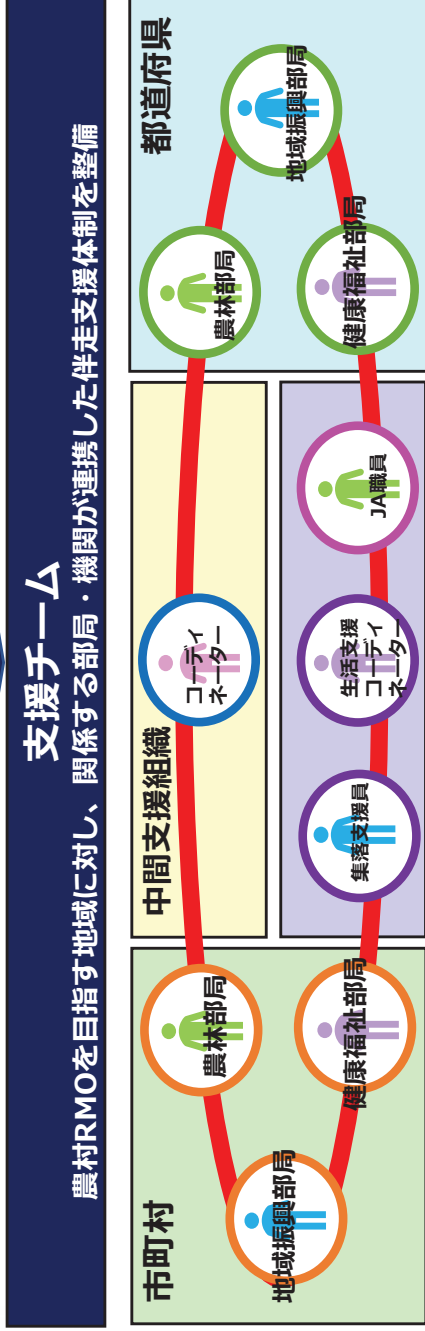 支援チーム
農村RMOを目指す地域に対し、関係する部局・機関が連携した伴走支援体制を整備
市町村
農林部局
地域振興部局
健康福祉部局
中間支援組織
コーディ
ネーター
集落支援員
生活支援
コーディ
ネーター
JA職員
都道府県
農林部局
地域振興部局
健康福祉部局